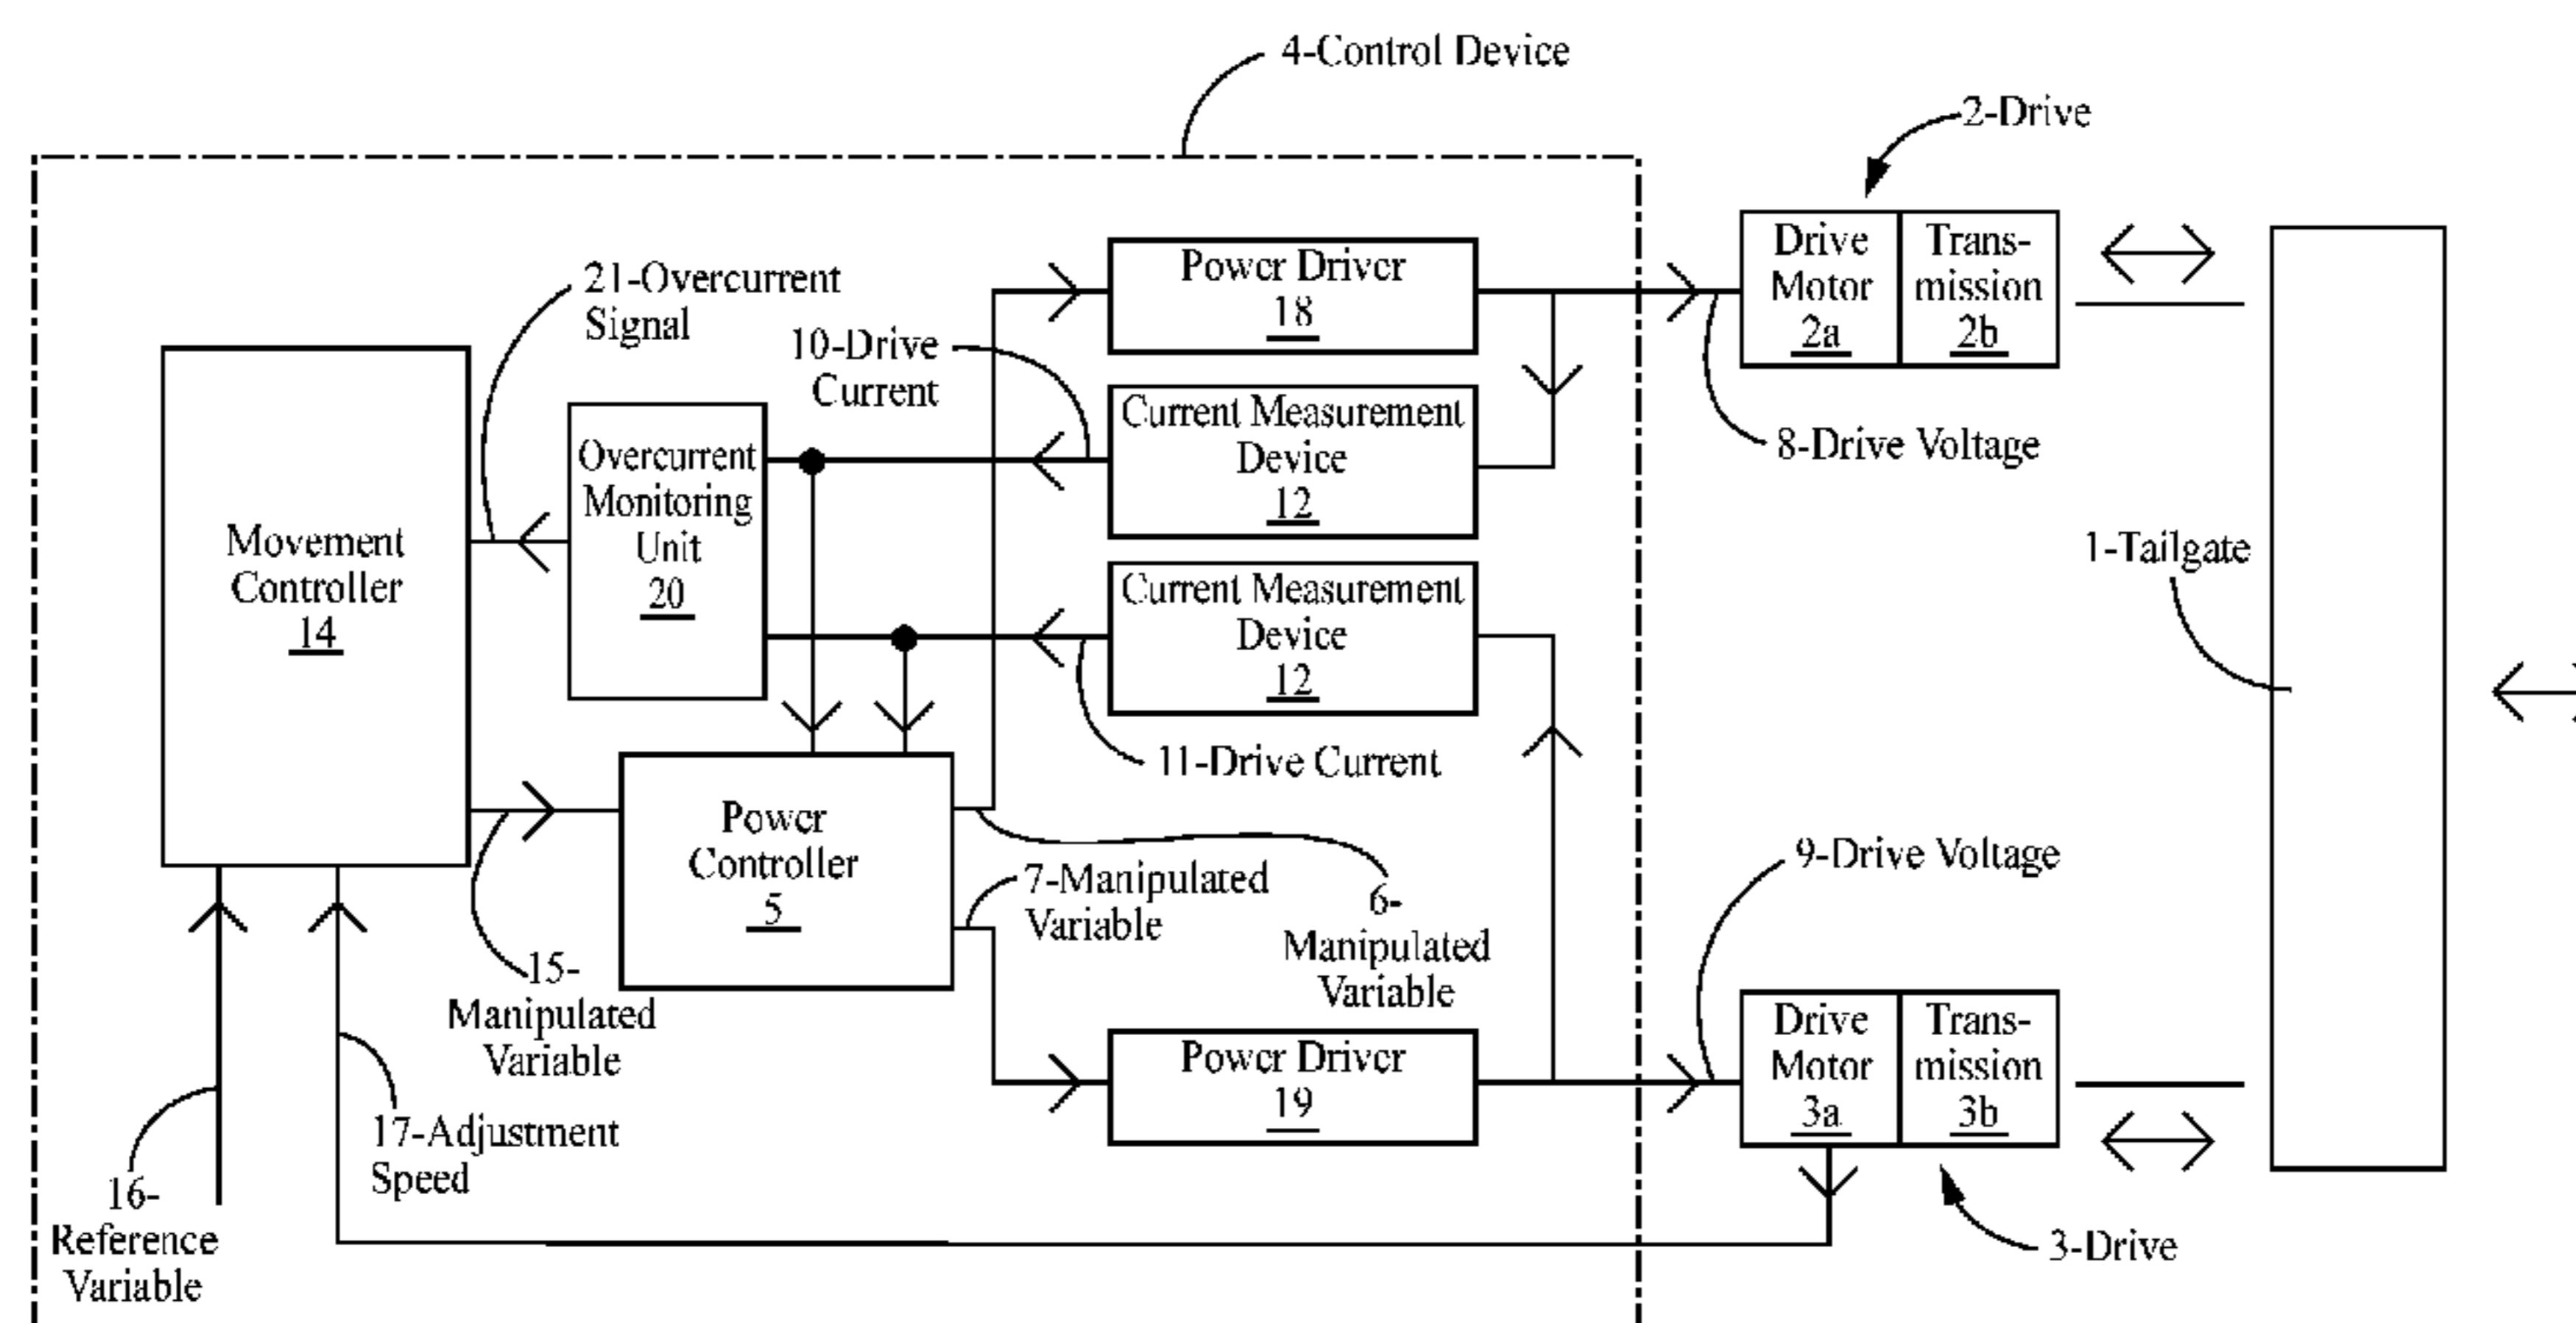 4-Control Device
2-Drive
Drive
Motor
2a
Trans-
mission
2b
Power Driver
18
21-Overcurrent
Signal
10-Drive
Current
Current Measurement
Device
12
8-Drive Voltage
Overcurrent
Monitoring
Unit
20
Movement
Controller
14
Current Measurement
Device
12
1-Tailgate
11-Drive Current
Power
Controller
5
9-Drive Voltage
7-Manipulated
Variable
6-
Manipulated
Variable
15-
Manipulated
Variable
Power Driver
19
Drive
Motor
3a
Trans-
mission
3b
17-Adjustment
Speed
16-
Reference
Variable
3-Drive